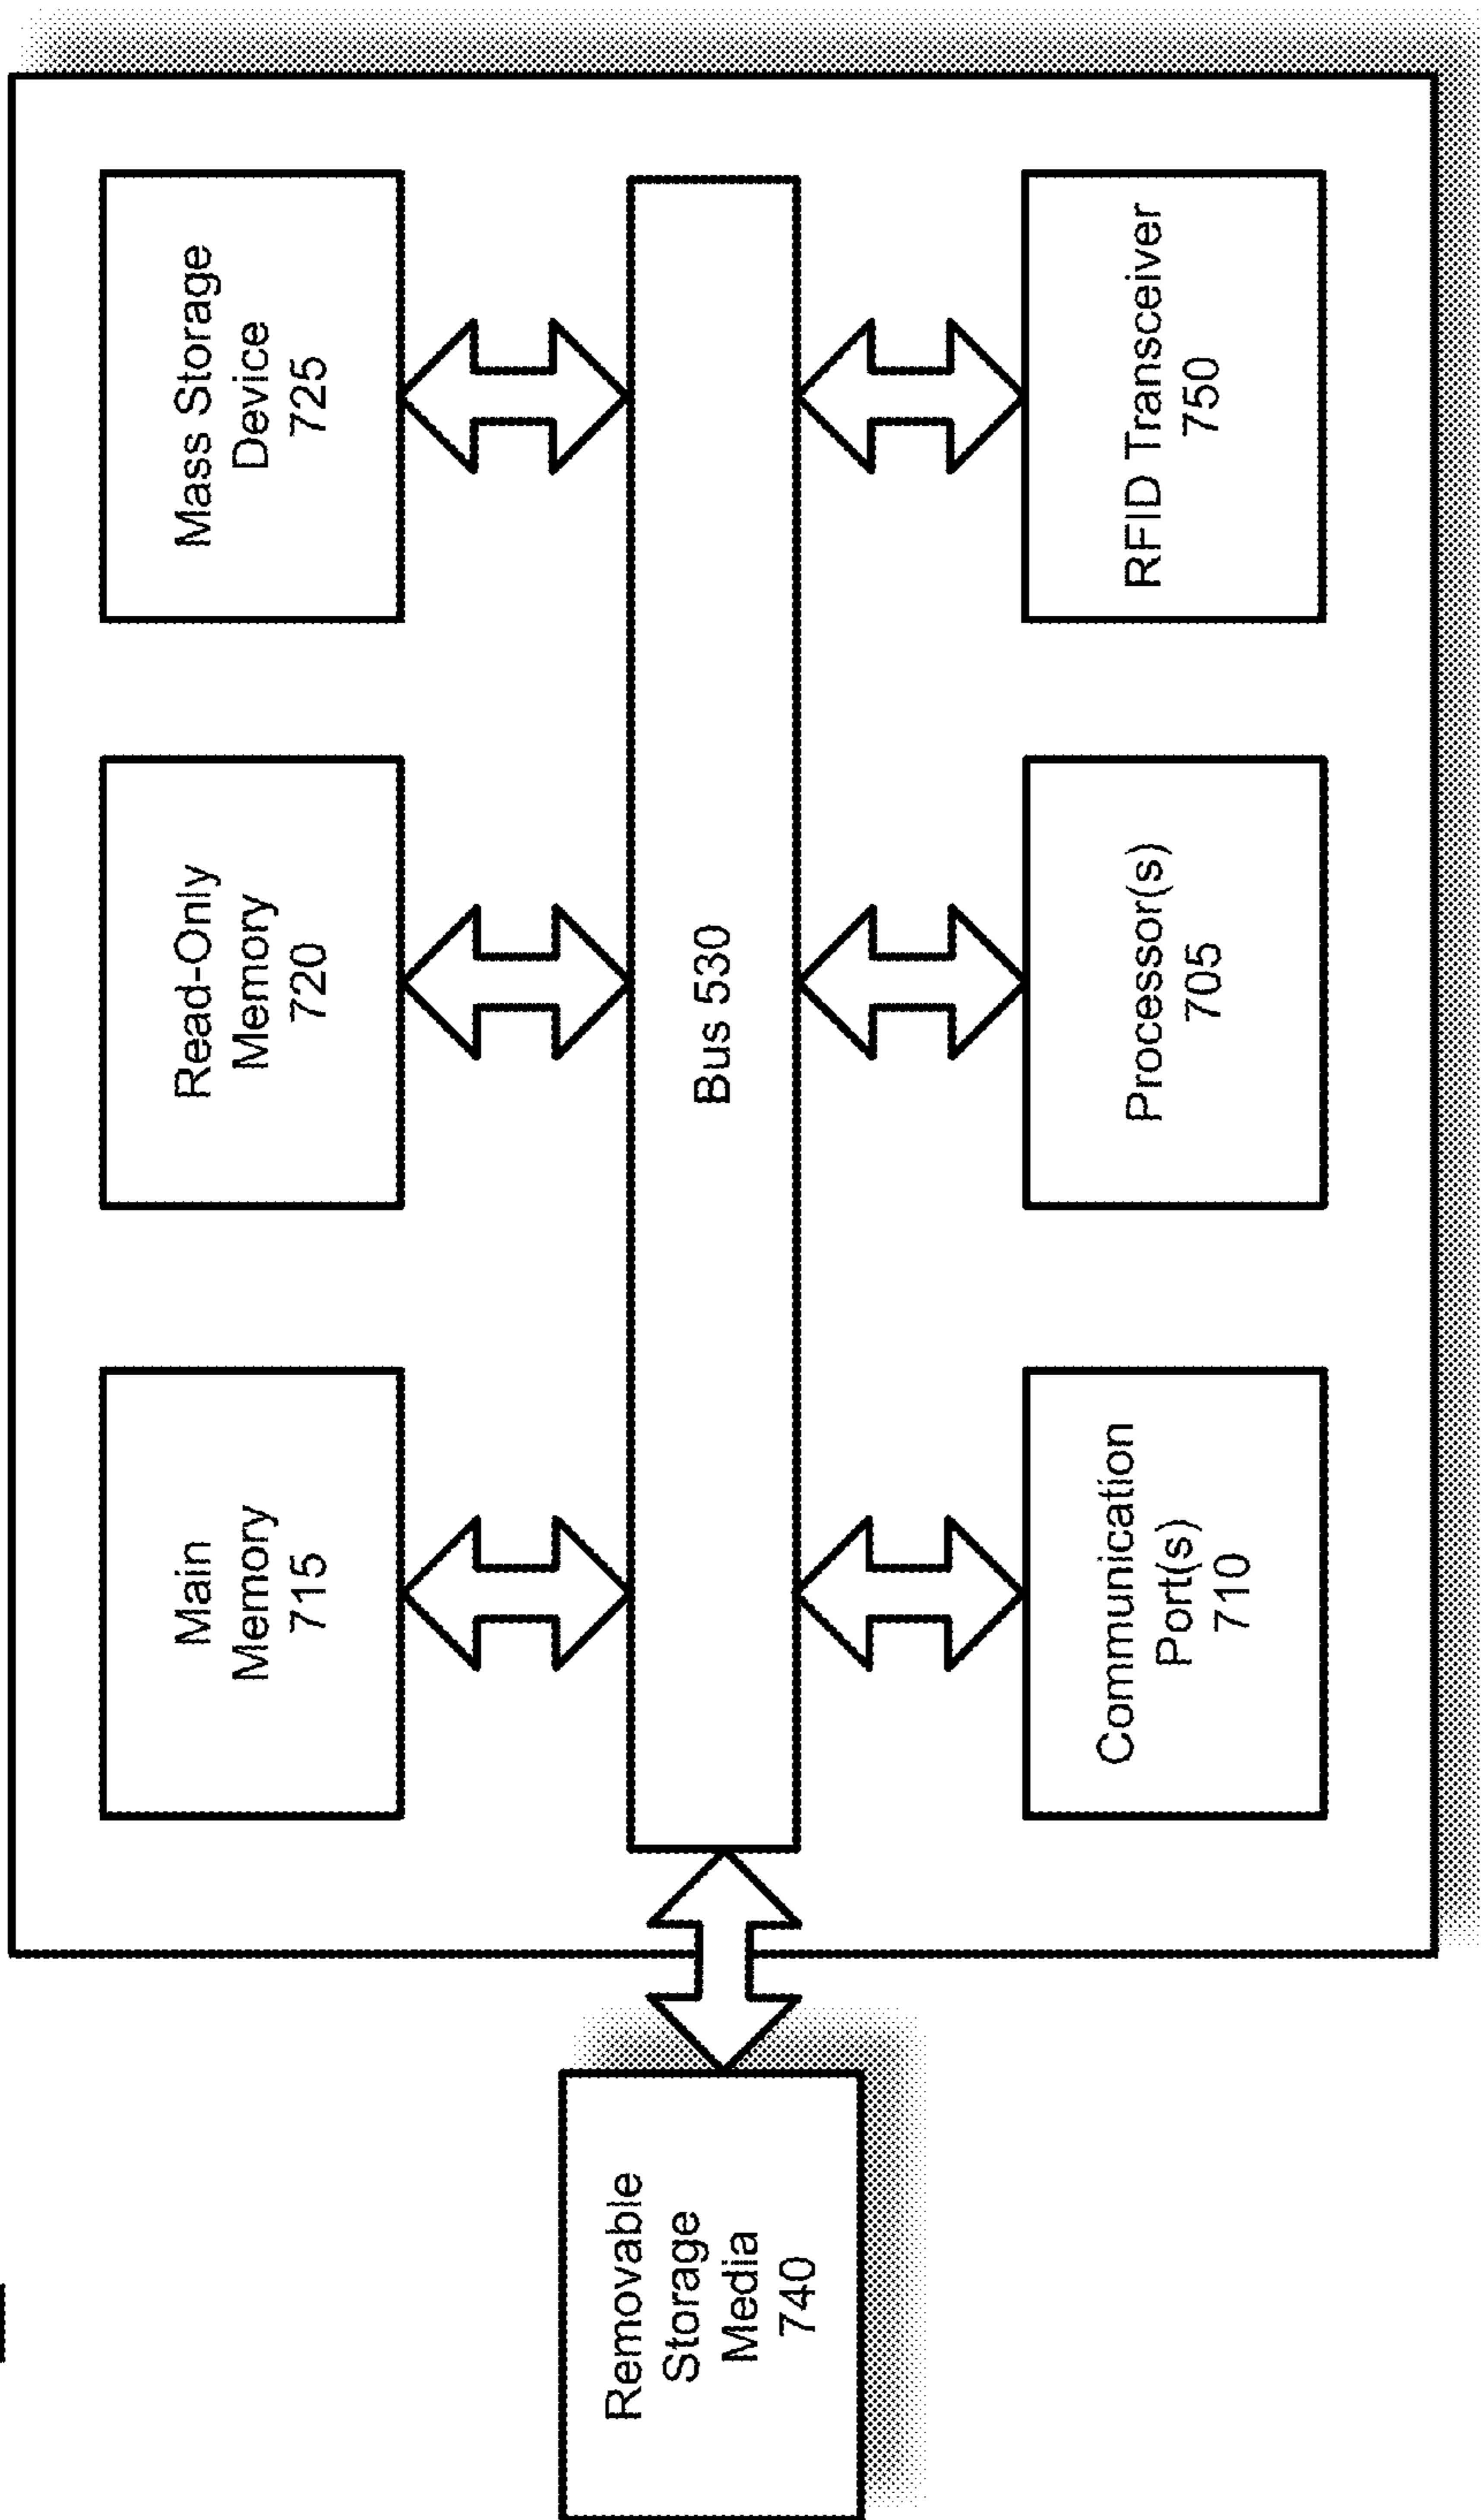 Main
Memory
715
Read-Only
Memory
720
Mass Storage
Device
725
Removable
Storage
Media
740
Bus 530
Communication
Port(s)
710
Processor(s)
705
RFID Transceiver
750